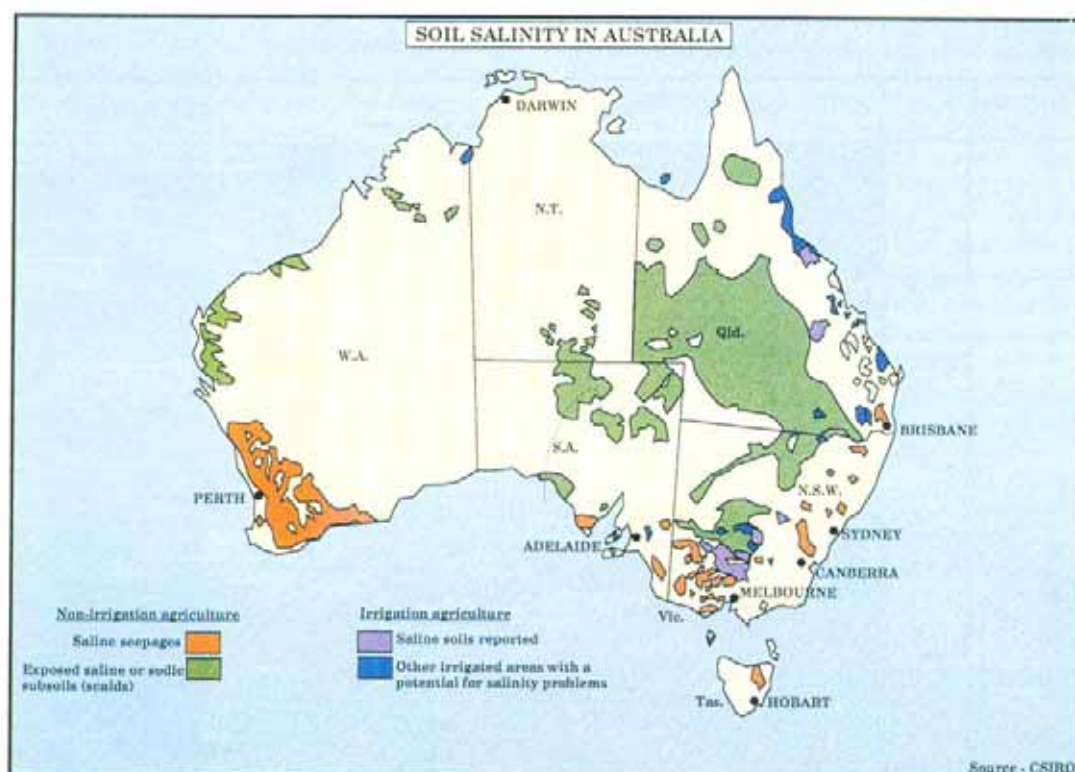 SOIL SALINITY IN AUSTRALIA
DARWIN
N.T.
Qld.
W.A.
BRISBANE
S.A.
N.S.W.
PERTH
SYDNEY
ADELAIDE
CANBERRA
MELBOURNE
Vic.
Non-irrigation agriculture
Saline seepages
Exposed saline or sodic
subsoils (scalds)
Irrigation agriculture
Saline soils reported
Other irrigated areas with a
potential for salinity problems
Tas.
HOBART
Source - CSIRO